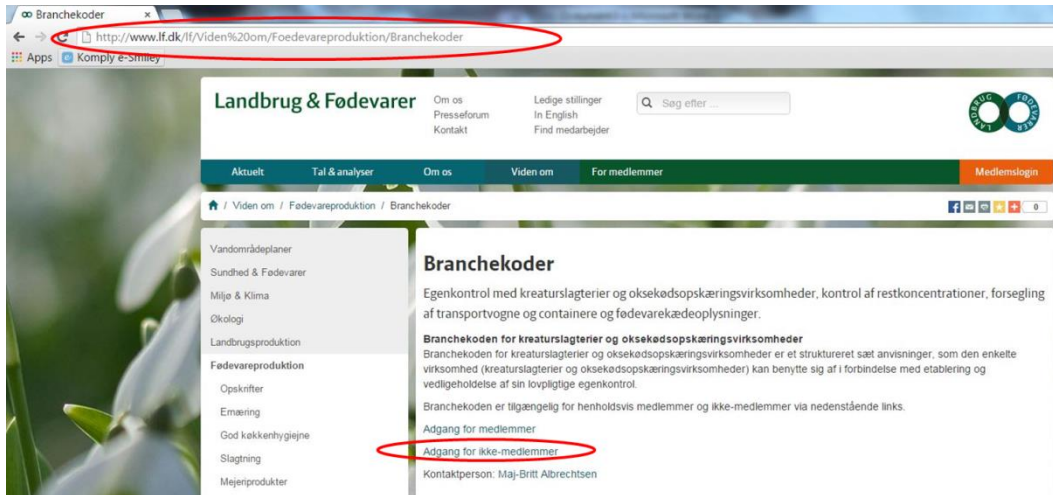 Branchekoder
http://www.lf.dk/lf/Viden%20om/Foedevareproduktion/Branchekoder
Apps Komply e-Smiley
Landbrug & Fødevarer
Om os
Presseforum
Kontakt
Ledige stillinger
In English
Find medarbejder
Søg efter ...
LANDBRUG FØDEVARER
Aktuelt Tal & analyser Om os Viden om For medlemmer Medlemslogin
/ Viden om / Fødevareproduktion / Branchekoder
0
Vandområdeplaner
Sundhed & Fødevarer
Miljø & Klima
Økologi
Landbrugsproduktion
Fødevareproduktion
Opskrifter
Ernæring
God køkkenhygiejne
Slagtning
Mejeriprodukter
Branchekoder
Egenkontrol med kreaturslagterier og oksekødsopskæringsvirksomheder, kontrol af restkoncentrationer, forsegling
af transportvogne og containere og fødevarekædeoplysninger.
Branchekoden for kreaturslagterier og oksekødsopskæringsvirksomheder
Branchekoden for kreaturslagterier og oksekødsopskæringsvirksomheder er et struktureret sæt anvisninger, som den enkelte
virksomhed (kreaturslagterier og oksekødsopskæringsvirksomheder) kan benytte sig af i forbindelse med etablering og
vedligeholdelse af sin lovpligtige egenkontrol.
Branchekoden er tilgængelig for henholdsvis medlemmer og ikke-medlemmer via nedenstående links.
Adgang for medlemmer
Adgang for ikke-medlemmer
Kontaktperson: Maj-Britt Albrechtsen